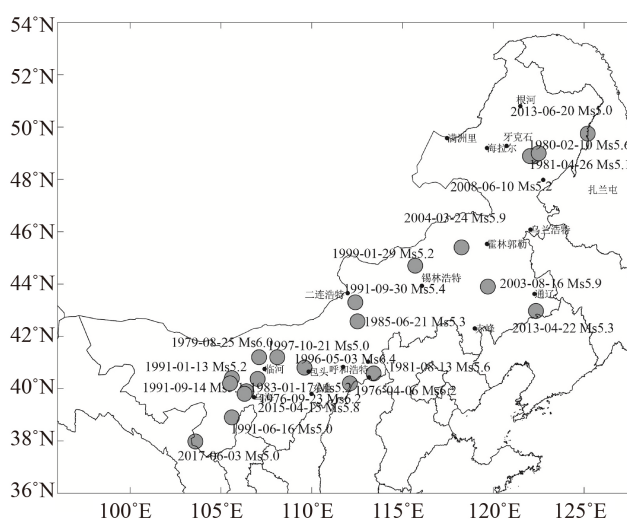 54°N
根河
2013-06-20 Ms5.0
50°N
满洲里
牙克石
海拉尔
1980-02-10 Ms5.6
1981-04-26 Ms5.
48°N
2008-06-10 Ms5.2
扎兰屯
2004-03-24 Ms5.9
46°N
乌兰浩特
霍林郭勒
1999-01-29 Ms5.2
锡林浩特
44°N
1991-09-30 Ms5.4
2003-08-16 Ms5.9
二连浩特
通辽
1985-06-21 Ms5.3
2013-04-22 Ms5.3
42°N
赤峰
1979-08-25 Ms6.0
1997-10-21 Ms5.0
1996-05-03 Ms6.4
1991-01-13 Ms5.2
临河
包头
呼和浩特
1981-08-13 Ms5.6
40°N
1991-09-14 Ms
1983-01-17 Ms5.2
1976-04-06 Ms6.2
1976-09-23 Ms6.2
2015-04-15 Ms5.8
1991-06-16 Ms5.0
38°N
2017-06-03 Ms5.0
36°N
100°E 105°E 110°E 115°E 120°E 125°E